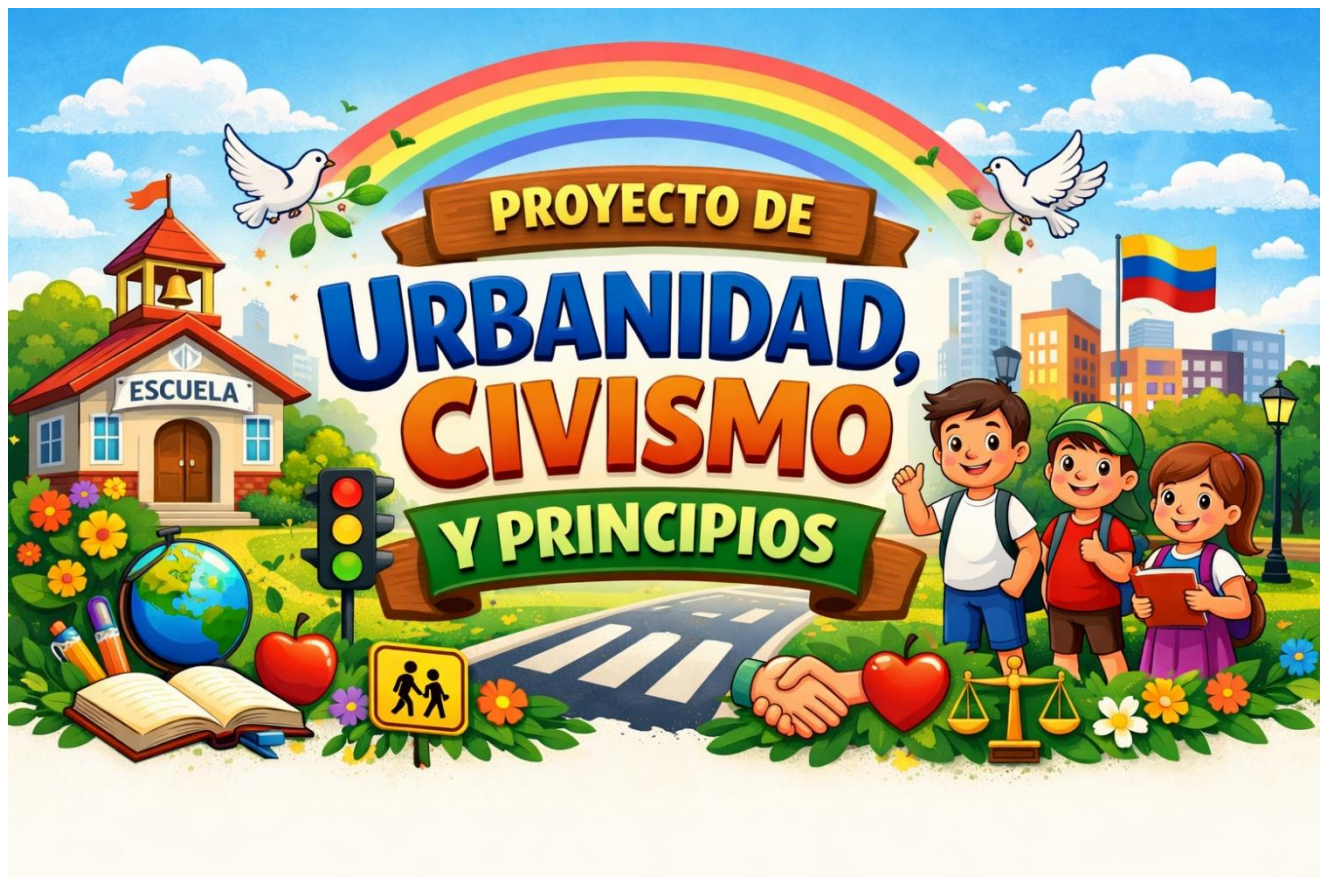 PROYECTO DE
URBANIDAD,
CIVISMO
Y PRINCIPIOS
ESCUELA